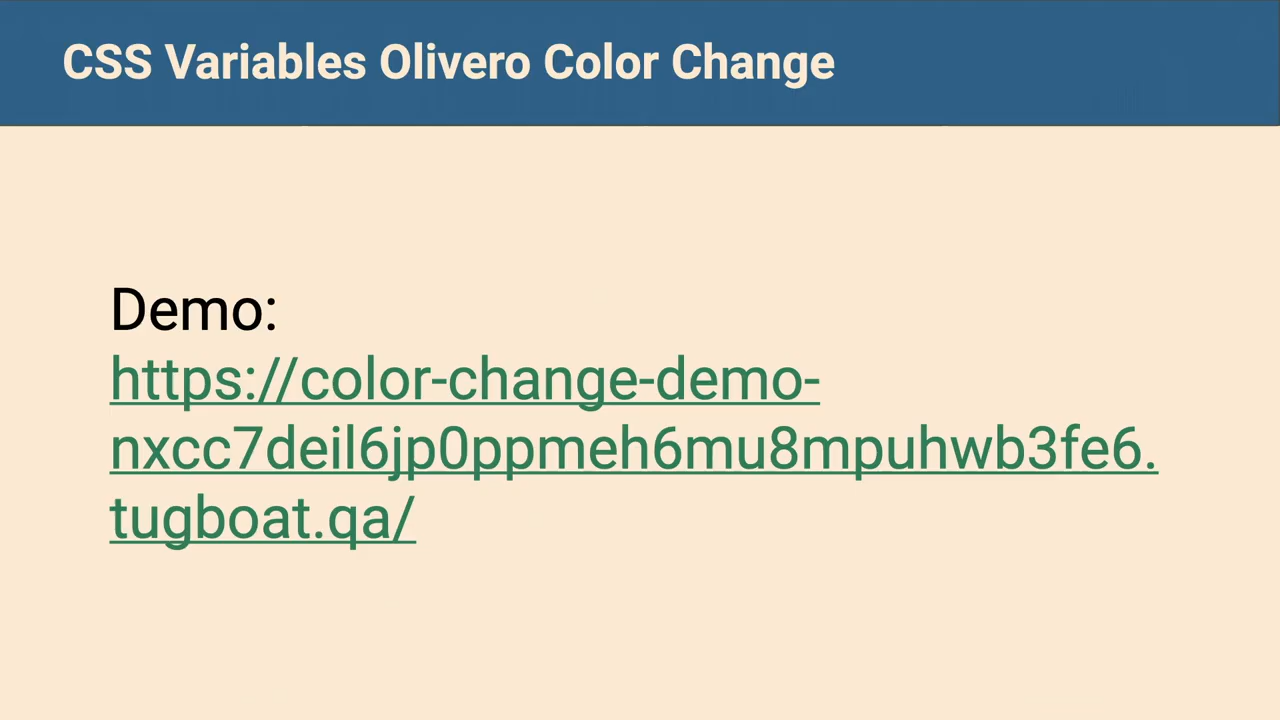 CSS Variables Olivero Color Change
Demo:
https://color-change-demo-
nxcc7deil6jp0ppmeh6mu8mpuhwb3fe6.
tugboat.qa/